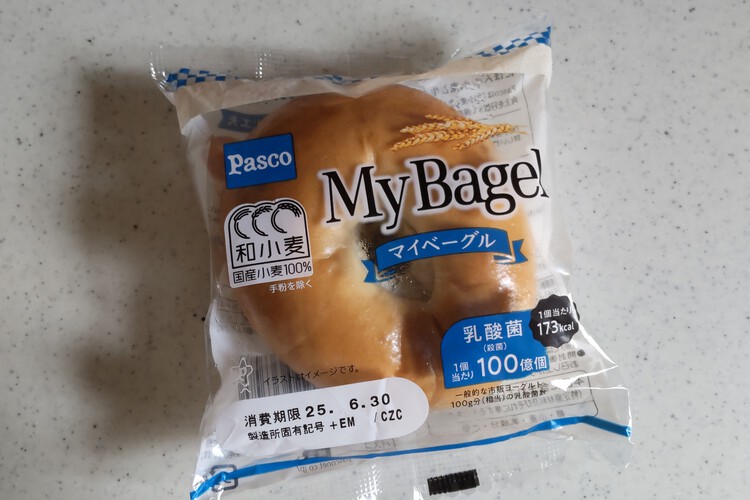 Pasco
My Bagel
マイベーグル
和小麦
国産小麦100%
手粉を除く
乳酸菌
(殺菌)
1個当たり
100億個
1個当たり
173kcal
一般的な市販ヨーグルト
100g分(相当)の乳酸菌数
イラストはイメージです。
消費期限 25. 6.30
製造所固有記号 +EM /CZC